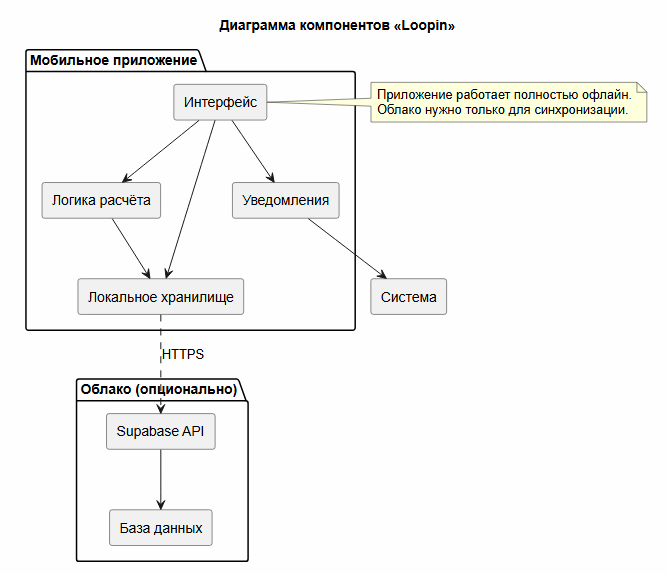 Диаграмма компонентов «Loopin»
Мобильное приложение
Интерфейс
Приложение работает полностью офлайн.
Облако нужно только для синхронизации.
Логика расчёта
Уведомления
Локальное хранилище
Система
HTTPS
Облако (опционально)
Supabase API
База данных